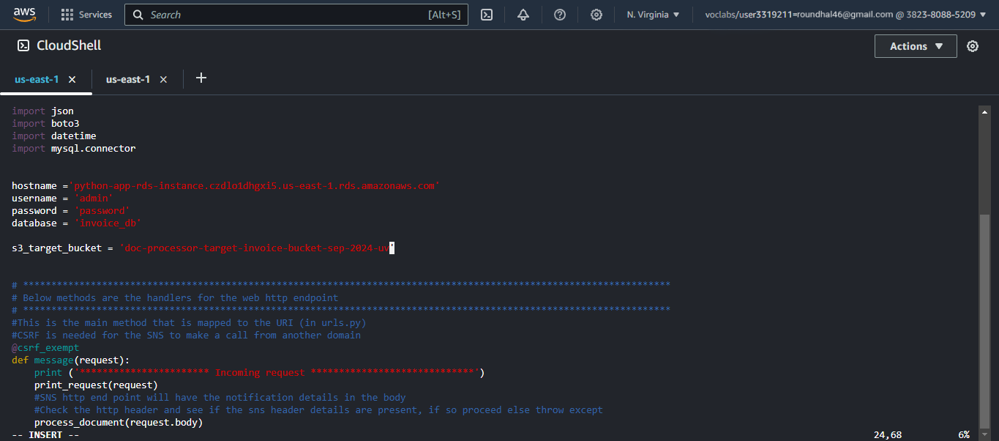 aws Services Search [Alt+S] N. Virginia voclabs/user3319211=roundhal46@gmail.com @ 3823-8088-5209
CloudShell Actions
us-east-1 us-east-1
import json
import boto3
import datetime
import mysql.connector
hostname ='python-app-rds-instance.czdlo1dhgxi5.us-east-1.rds.amazonaws.com'
username = 'admin'
password = 'password'
database = 'invoice_db'
s3_target_bucket = 'doc-processor-target-invoice-bucket-sep-2024-uv'
# *******************************************************************************************************************
# Below methods are the handlers for the web http endpoint
# *******************************************************************************************************************
#This is the main method that is mapped to the URI (in urls.py)
#CSRF is needed for the SNS to make a call from another domain
@csrf_exempt
def message(request):
print ('*********************** Incoming request *****************************')
print_request(request)
#SNS http end point will have the notification details in the body
#Check the http header and see if the sns header details are present, if so proceed else throw except
process_document(request.body)
-- INSERT -- 24,68 6%